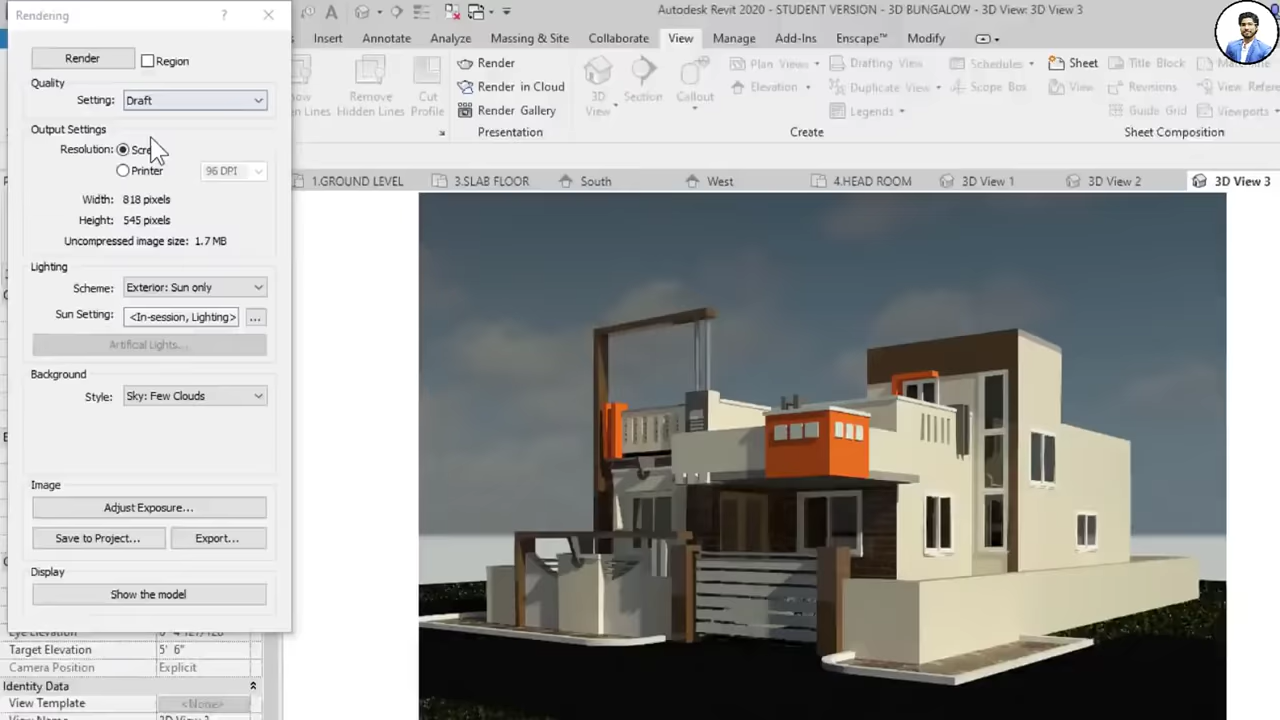 Rendering
?
Autodesk Revit 2020 - STUDENT VERSION - 3D BUNGALOW - 3D View: 3D View 3
Insert Annotate Analyze Massing & Site Collaborate View Manage Add-Ins Enscape™ Modify
Render
Region
Quality
Setting: Draft
Output Settings
Resolution:
Printer
96 DPI
Width: 818 pixels
Height: 545 pixels
Uncompressed image size: 1.7 MB
Lighting
Scheme: Exterior: Sun only
Sun Setting: <In-session, Lighting> ...
Artificial Lights...
Background
Style: Sky: Few Clouds
Image
Adjust Exposure...
Save to Project... Export...
Display
Show the model
Target Elevation 5' 6"
Camera Position Explicit
Identity Data
View Template <None>
Remove
Hidden Lines
Cut
Profile
Render
Render in Cloud
Render Gallery
Presentation
3D
View
Section
Callout
Plan Views
Elevation
Drafting View
Duplicate View
Legends
Schedules
Scope Box
Create
Sheet
View
Title Block
Revisions
Guide Grid
Viewports
Sheet Composition
1.GROUND LEVEL 3.SLAB FLOOR South West 4.HEAD ROOM 3D View 1 3D View 2 3D View 3